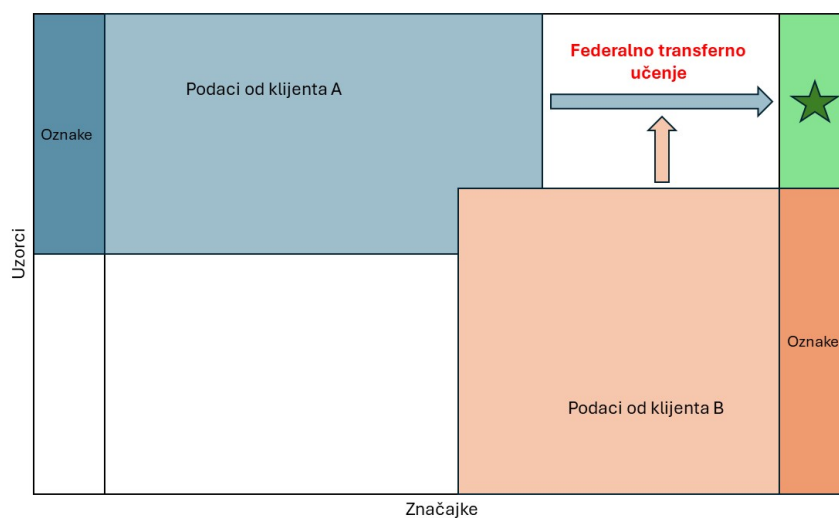 Federalno transferno
učenje
Podaci od klijenta A
Oznake
Uzorci
Oznake
Podaci od klijenta B
Značajke